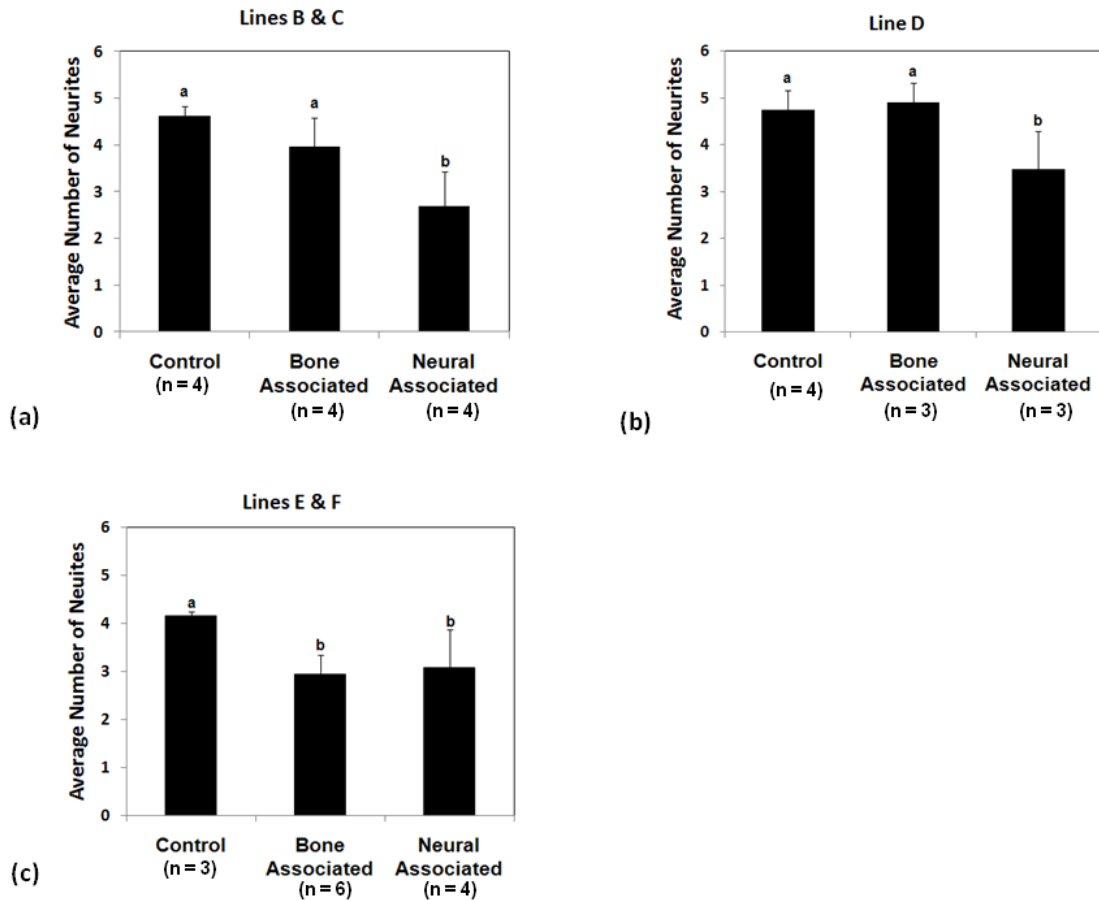 Lines B & C
Average Number of Neurites
6
5
4
3
2
1
0
a
a
b
Control
(n = 4)
Bone
Associated
(n = 4)
Neural
Associated
(n = 4)
(a)
Line D
Average Number of Neurites
6
5
4
3
2
1
0
a
a
b
Control
(n = 4)
Bone
Associated
(n = 3)
Neural
Associated
(n = 3)
(b)
Lines E & F
Average Number of Neuites
6
5
4
3
2
1
0
a
b
b
Control
(n = 3)
Bone
Associated
(n = 6)
Neural
Associated
(n = 4)
(c)